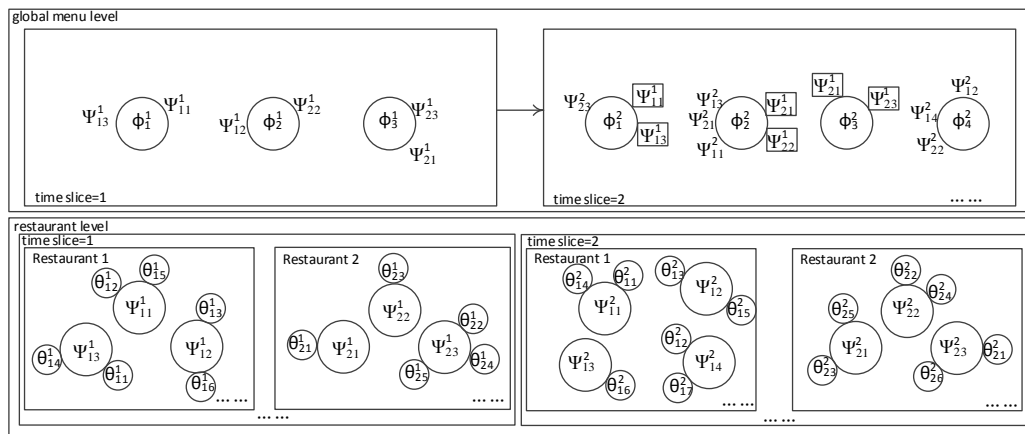 global menu level
Ψ¹₁₃ ϕ¹₁ Ψ¹₁₁ Ψ¹₁₂ ϕ¹₂ Ψ¹₂₂ ϕ¹₃ Ψ¹₂₃ Ψ¹₂₁
time slice=1
Ψ²₂₃ ϕ²₁ Ψ¹₁₁ Ψ¹₁₃ Ψ²₁₃ Ψ²₂₁ Ψ²₁₁ ϕ²₂ Ψ¹₂₁ Ψ¹₂₂ Ψ¹₂₁ ϕ²₃ Ψ¹₂₃ Ψ²₁₂ Ψ²₁₄ Ψ²₂₂ ϕ²₄
time slice=2
... ...
restaurant level
time slice=1
Restaurant 1
θ¹₁₂ θ¹₁₅ Ψ¹₁₁ θ¹₁₃ Ψ¹₁₂ θ¹₁₆ θ¹₁₄ Ψ¹₁₃ θ¹₁₁
... ...
Restaurant 2
θ¹₂₃ Ψ¹₂₂ θ¹₂₁ Ψ¹₂₁ θ¹₂₂ Ψ¹₂₃ θ¹₂₄ θ¹₂₅
... ...
... ...
time slice=2
Restaurant 1
θ²₁₄ θ²₁₁ Ψ²₁₁ θ²₁₃ Ψ²₁₂ θ²₁₅ Ψ²₁₃ θ²₁₆ θ²₁₂ Ψ²₁₄ θ²₁₇
... ...
Restaurant 2
θ²₂₂ θ²₂₄ Ψ²₂₂ θ²₂₅ Ψ²₂₁ θ²₂₃ Ψ²₂₃ θ²₂₁ θ²₂₆
... ...
... ...